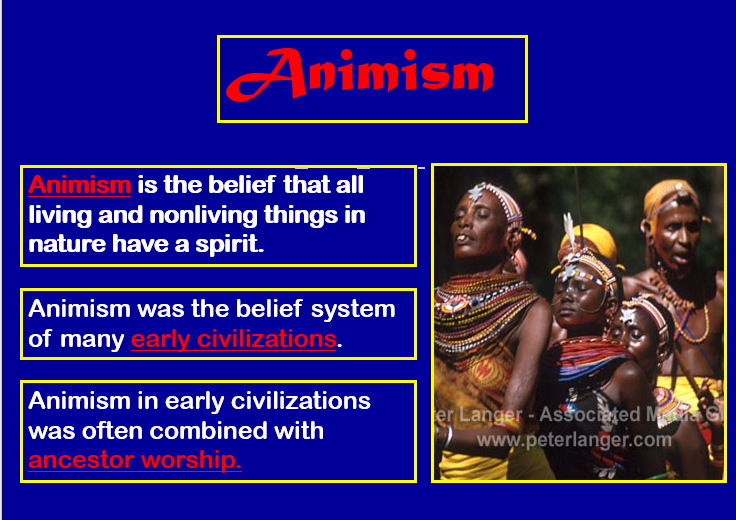 Animism
Animism is the belief that all
living and nonliving things in
nature have a spirit.
Animism was the belief system
of many early civilizations.
Animism in early civilizations
was often combined with
ancestor worship.
er Langer - Associated Media G
www.peterlanger.com